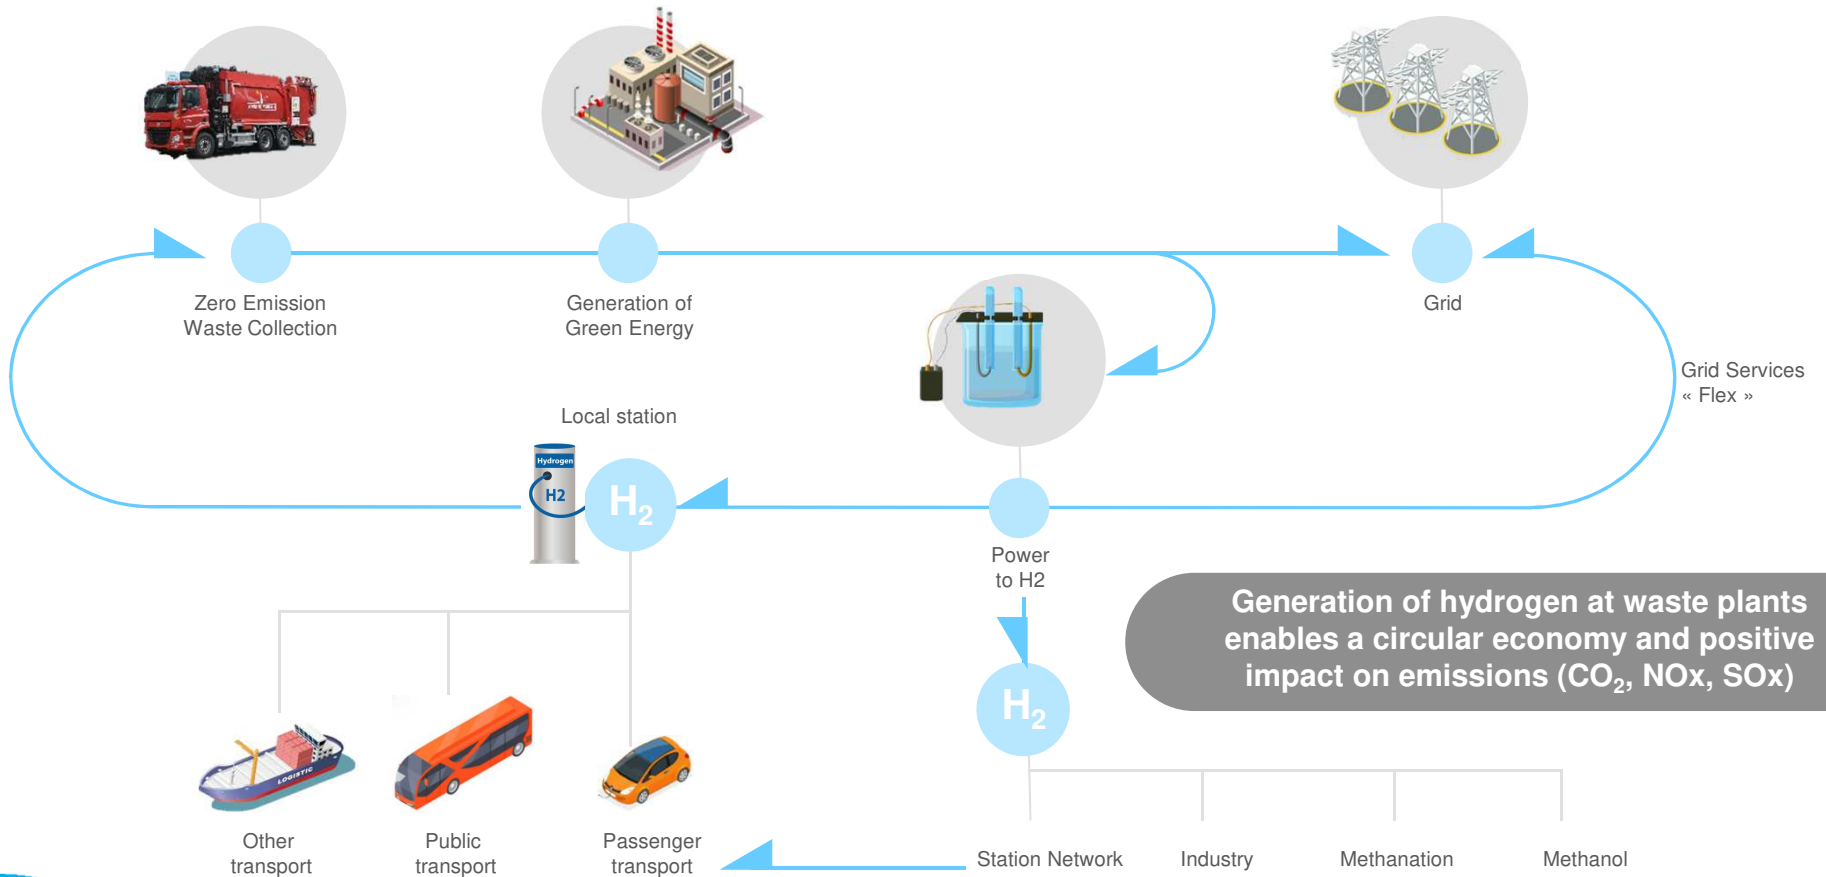 Zero Emission
Waste Collection
Generation of
Green Energy
Grid
Grid Services
« Flex »
Local station
Hydrogen
H2
H₂
Power
to H2
Generation of hydrogen at waste plants
enables a circular economy and positive
impact on emissions (CO₂, NOx, SOx)
H₂
LOGISTIC
Other
transport
Public
transport
Passenger
transport
Station Network
Industry
Methanation
Methanol